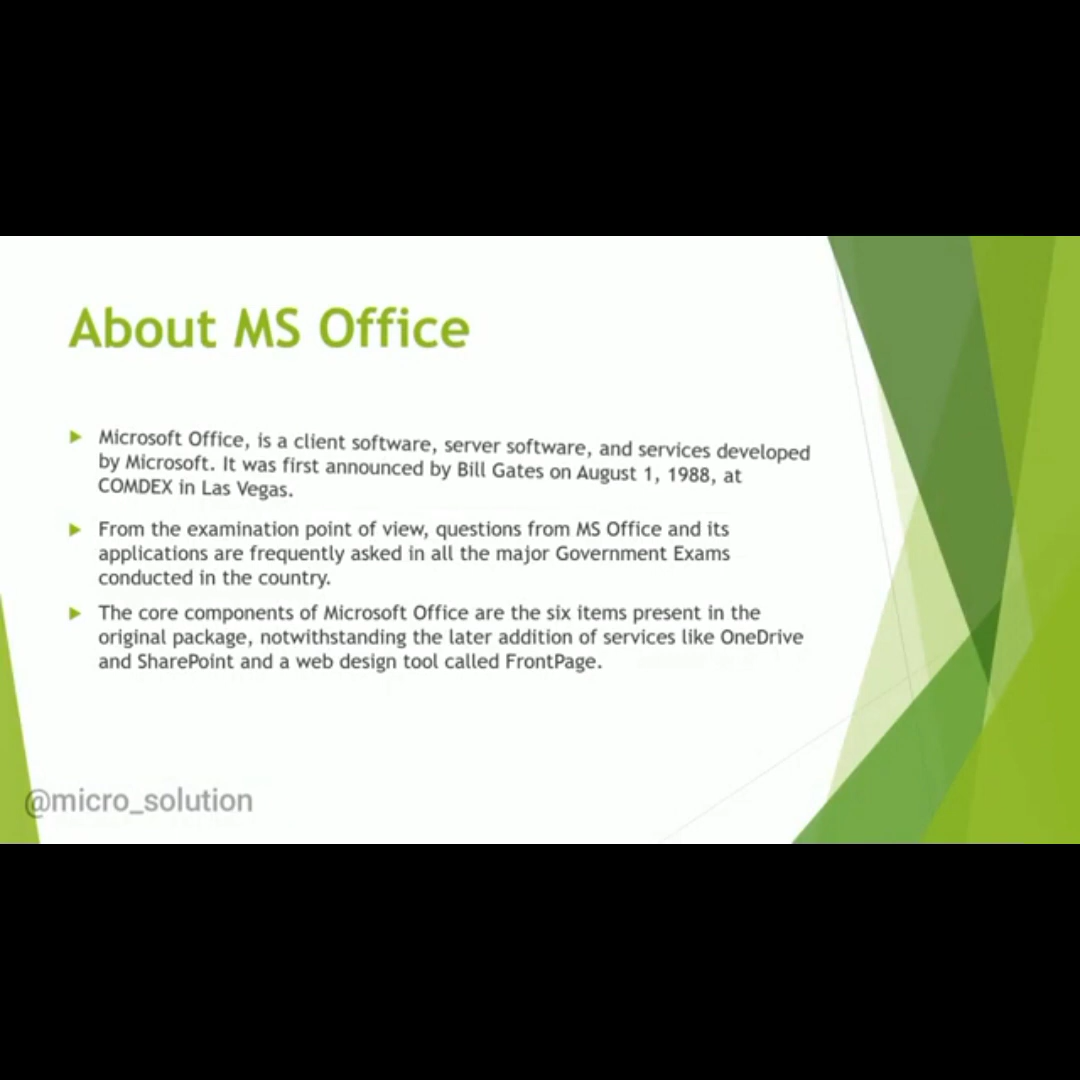 About MS Office
Microsoft Office, is a client software, server software, and services developed
by Microsoft. It was first announced by Bill Gates on August 1, 1988, at
COMDEX in Las Vegas.
From the examination point of view, questions from MS Office and its
applications are frequently asked in all the major Government Exams
conducted in the country.
The core components of Microsoft Office are the six items present in the
original package, notwithstanding the later addition of services like OneDrive
and SharePoint and a web design tool called FrontPage.
@micro_solution